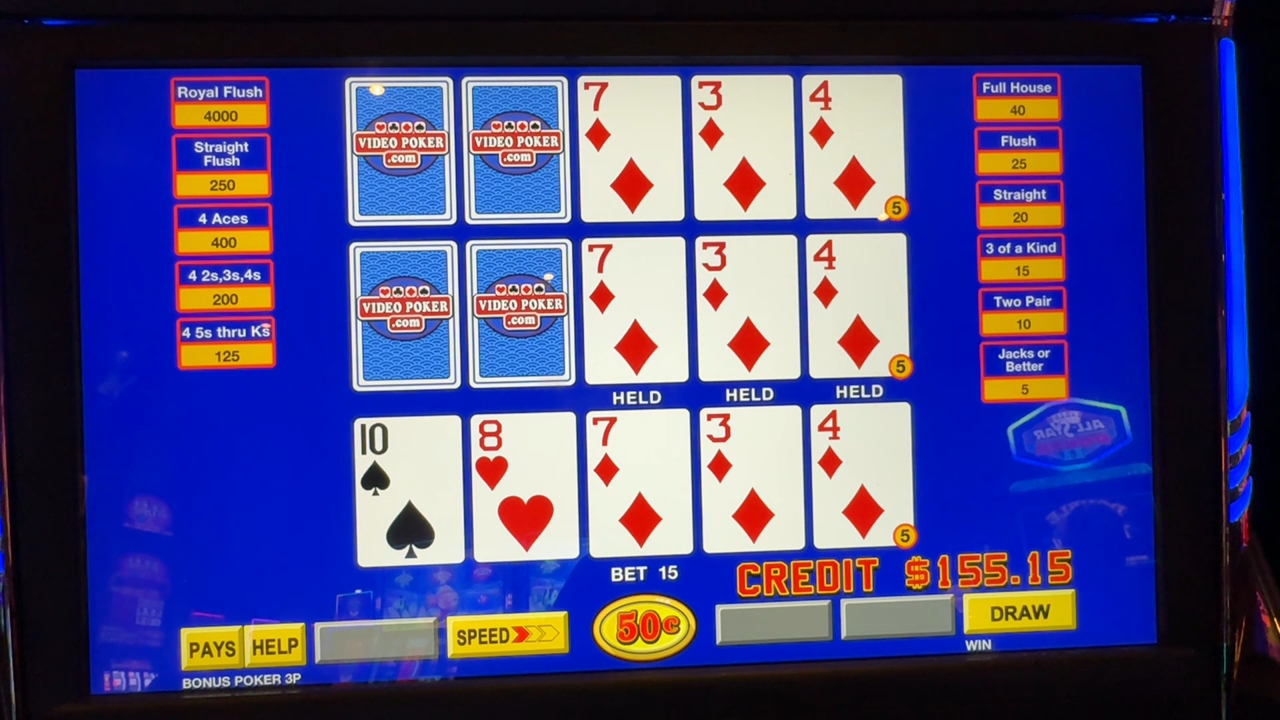 Royal Flush
4000
Straight
Flush
250
4 Aces
400
4 2s,3s,4s
200
4 5s thru Ks
125
VIDEO POKER
.com
VIDEO POKER
.com
7
3
4
5
VIDEO POKER
.com
VIDEO POKER
.com
7
3
4
5
HELD
HELD
HELD
10
8
7
3
4
5
Full House
40
Flush
25
Straight
20
3 of a Kind
15
Two Pair
10
Jacks or
Better
5
ALL STAR
BET 15
CREDIT $155.15
PAYS
HELP
SPEED
50¢
DRAW
WIN
BONUS POKER 3P